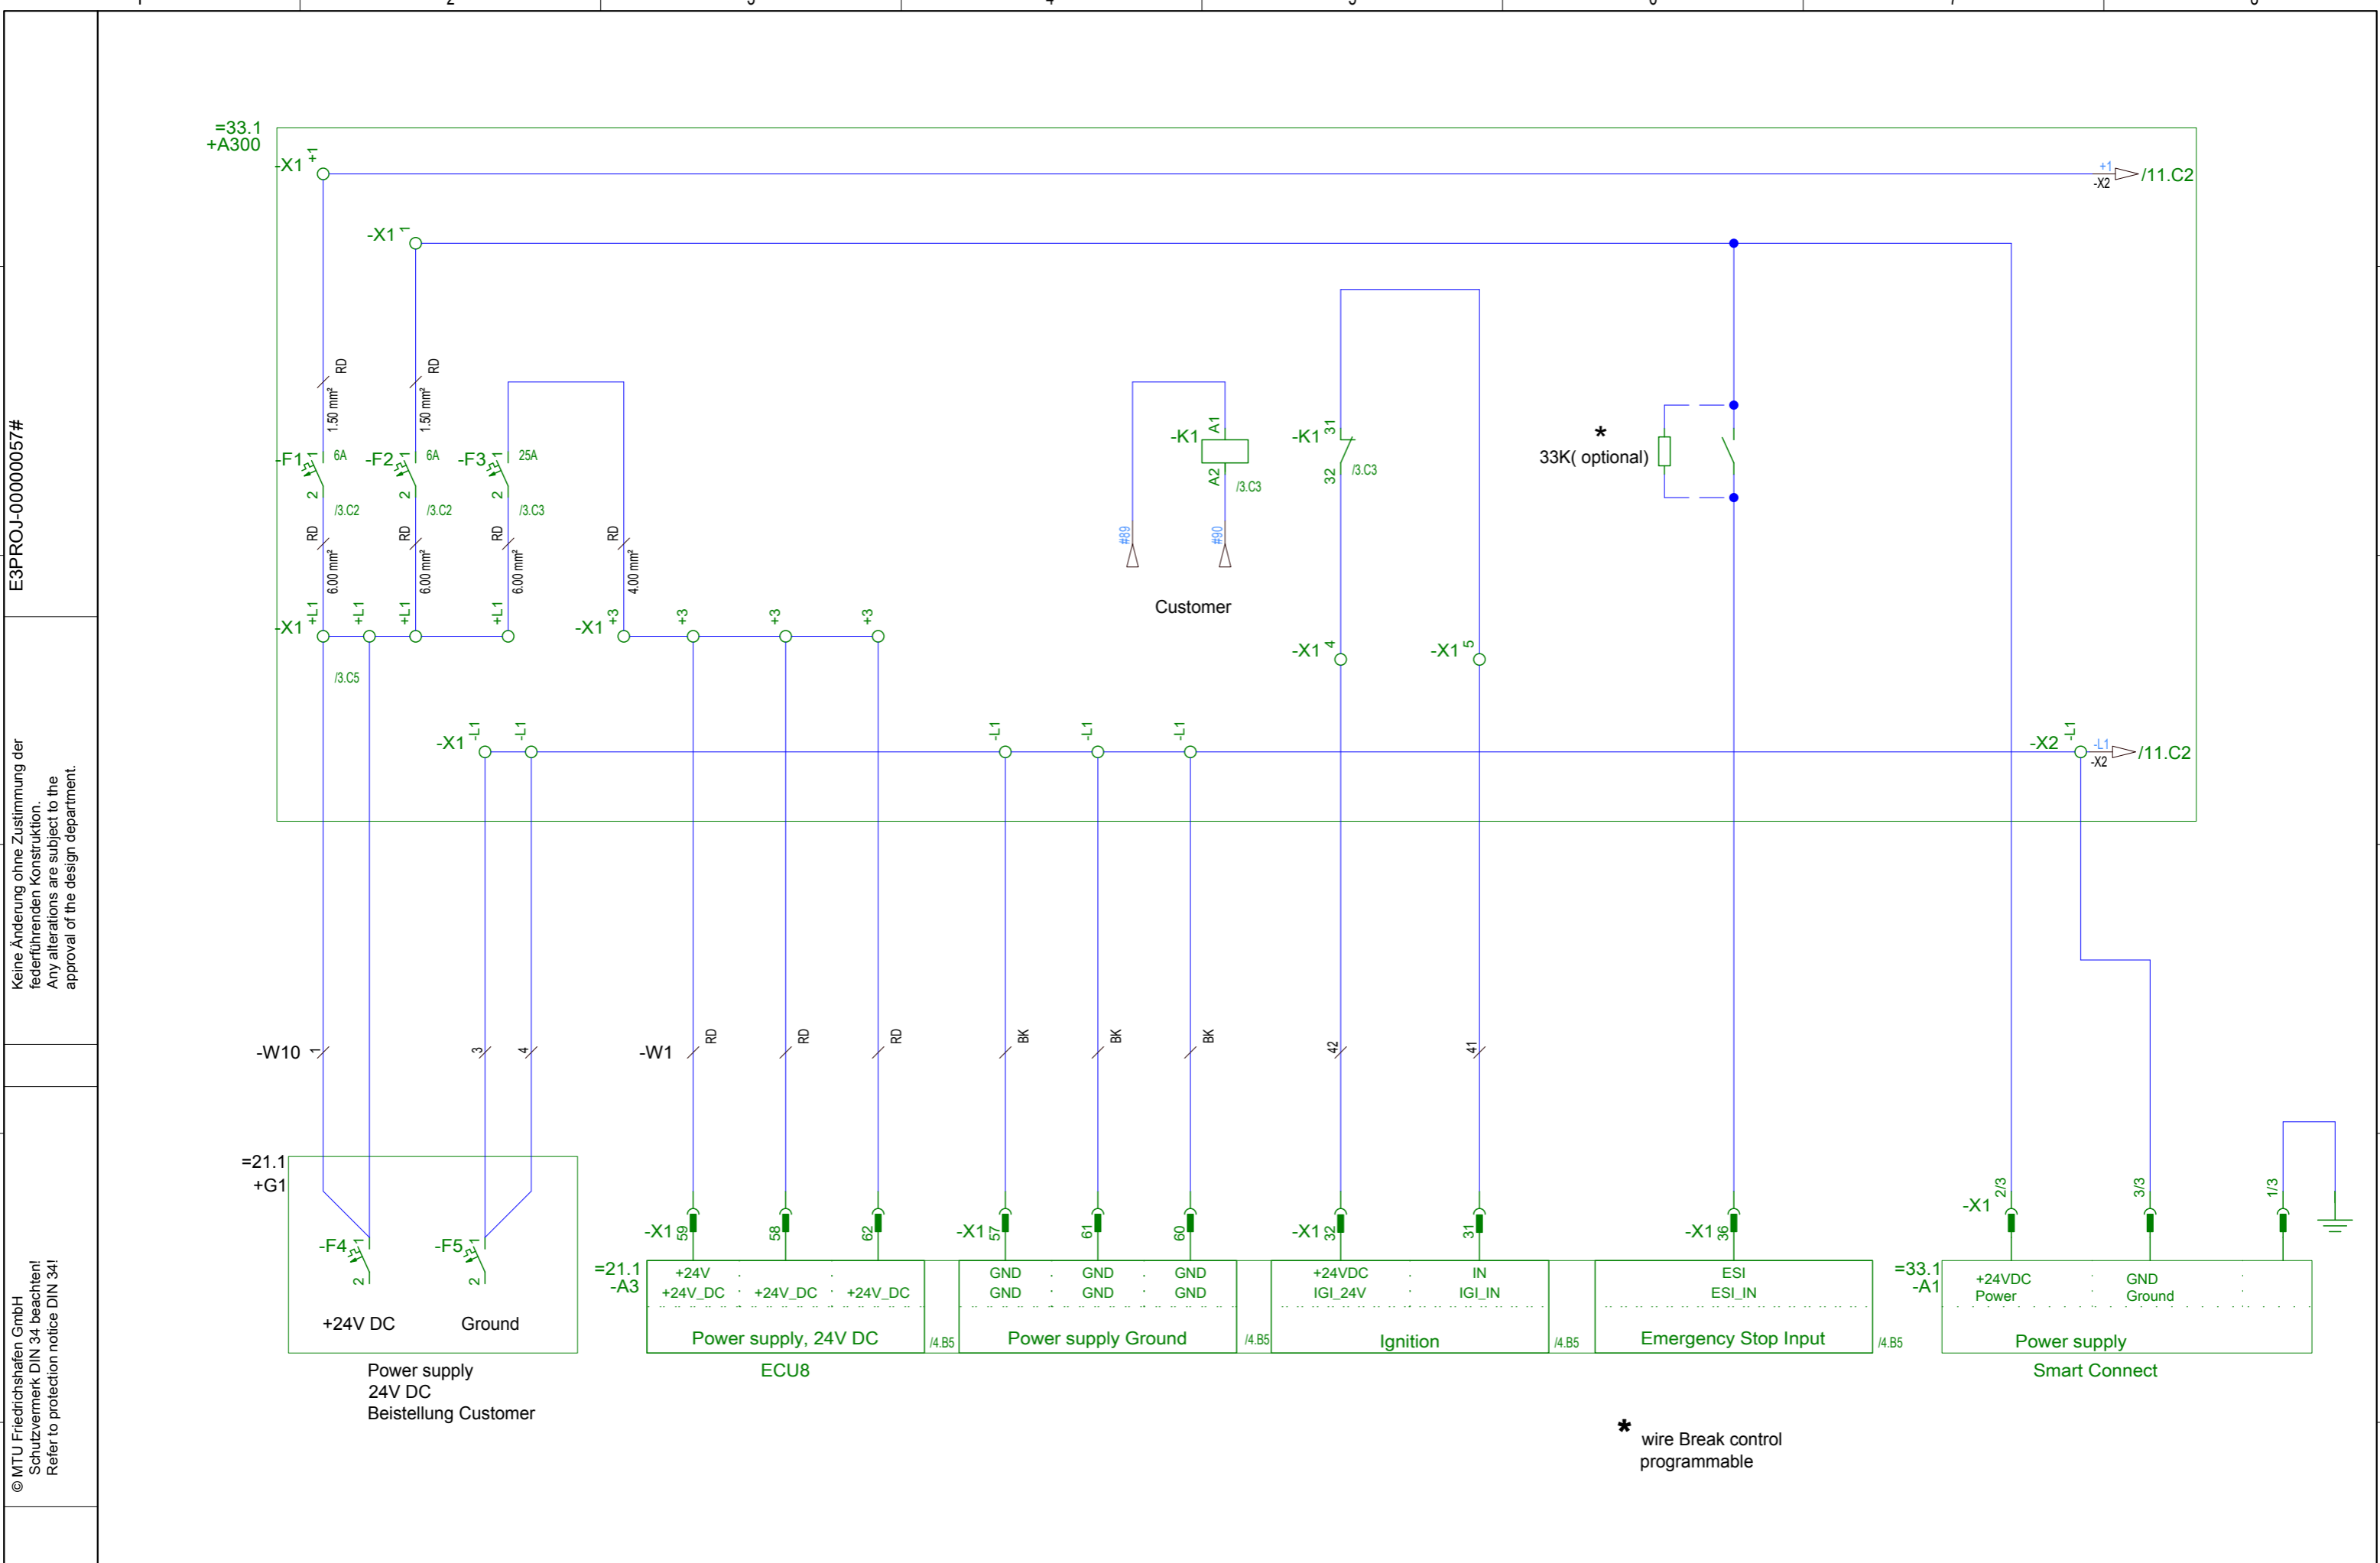 =33.1
+A300
-X1 +1
+1
-X2
/11.C2
-X1 1
RD
1.50 mm²
RD
1.50 mm²
-F1 1 6A
2
/3.C2
-F2 1 6A
2
/3.C2
-F3 1 25A
2
/3.C3
RD
6.00 mm²
RD
6.00 mm²
RD
6.00 mm²
RD
4.00 mm²
-K1 A1
A2
/3.C3
#89
#90
Customer
-K1 31
32
/3.C3
*
33K( optional)
-X1 +L1 +L1 +L1 +L1
/3.C5
-X1 +3 +3 +3 +3
-X1 4
-X1 5
-X1 -L1 -L1 -L1 -L1 -L1
-X2 -L1
-L1
-X2
/11.C2
-W10 1 3 4
-W1 RD RD RD BK BK BK 42 41
=21.1
+G1
-F4 1
2
-F5 1
2
+24V DC
Ground
Power supply
24V DC
Beistellung Customer
-X1 59 58 62
-X1 57 61 60
-X1 32 31
-X1 36
-X1 2/3 3/3 1/3
=21.1
-A3
+24V
+24V_DC +24V_DC +24V_DC
Power supply, 24V DC
/4.B5
ECU8
GND GND GND
GND GND GND
Power supply Ground
/4.B5
+24VDC IN
IGI_24V IGI_IN
Ignition
/4.B5
ESI
ESI_IN
Emergency Stop Input
/4.B5
=33.1
-A1
+24VDC GND
Power Ground
Power supply
Smart Connect
*
wire Break control
programmable
E3PROJ-00000057#
Keine Änderung ohne Zustimmung der
federführenden Konstruktion.
Any alterations are subject to the
approval of the design department.
© MTU Friedrichshafen GmbH
Schutzvermerk DIN 34 beachten!
Refer to protection notice DIN 34!